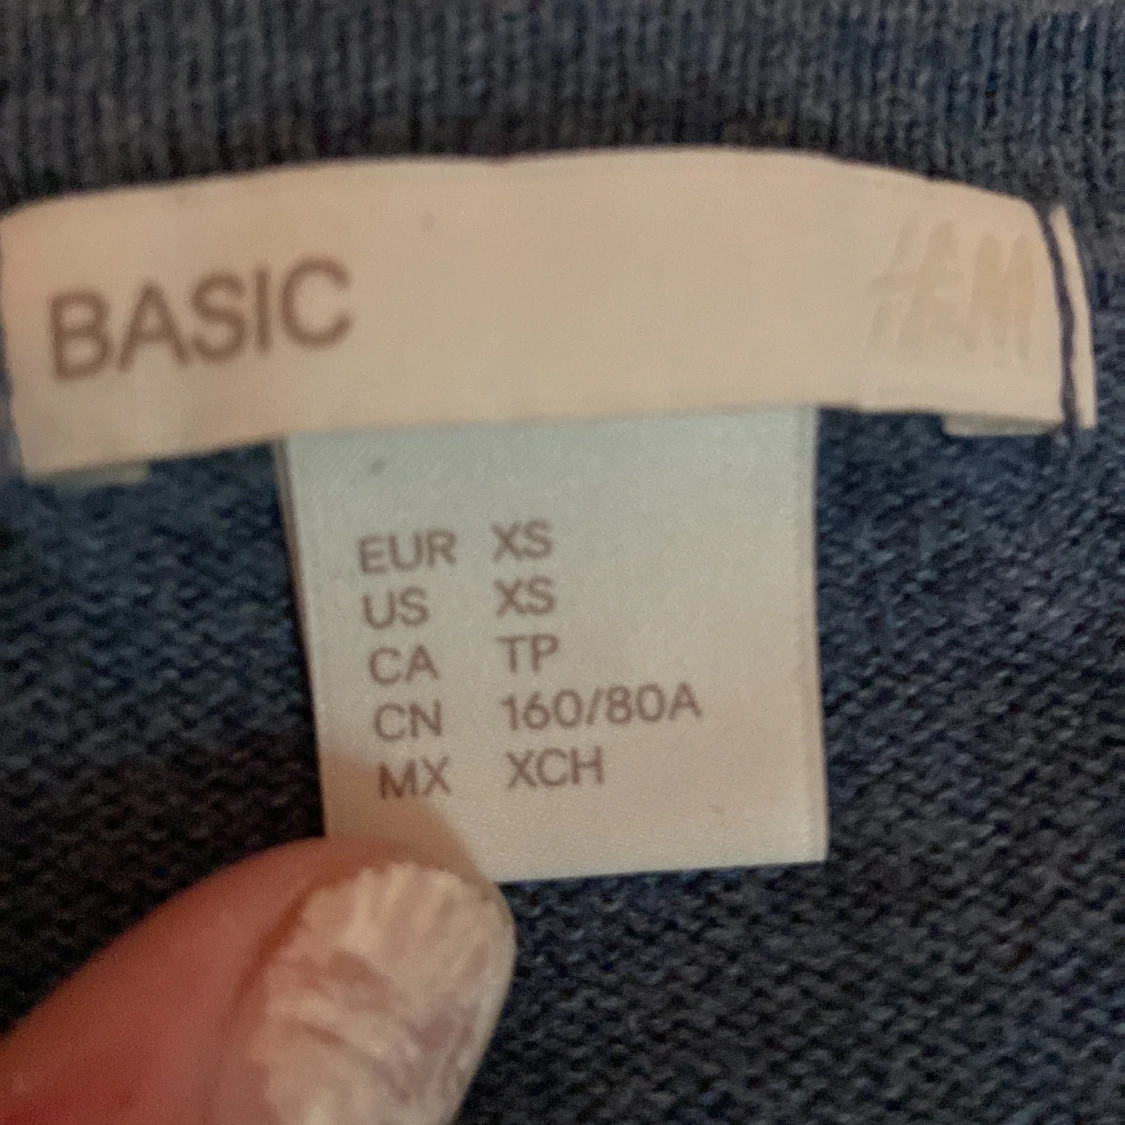 BASIC
H&M
EUR XS
US XS
CA TP
CN 160/80A
MX XCH